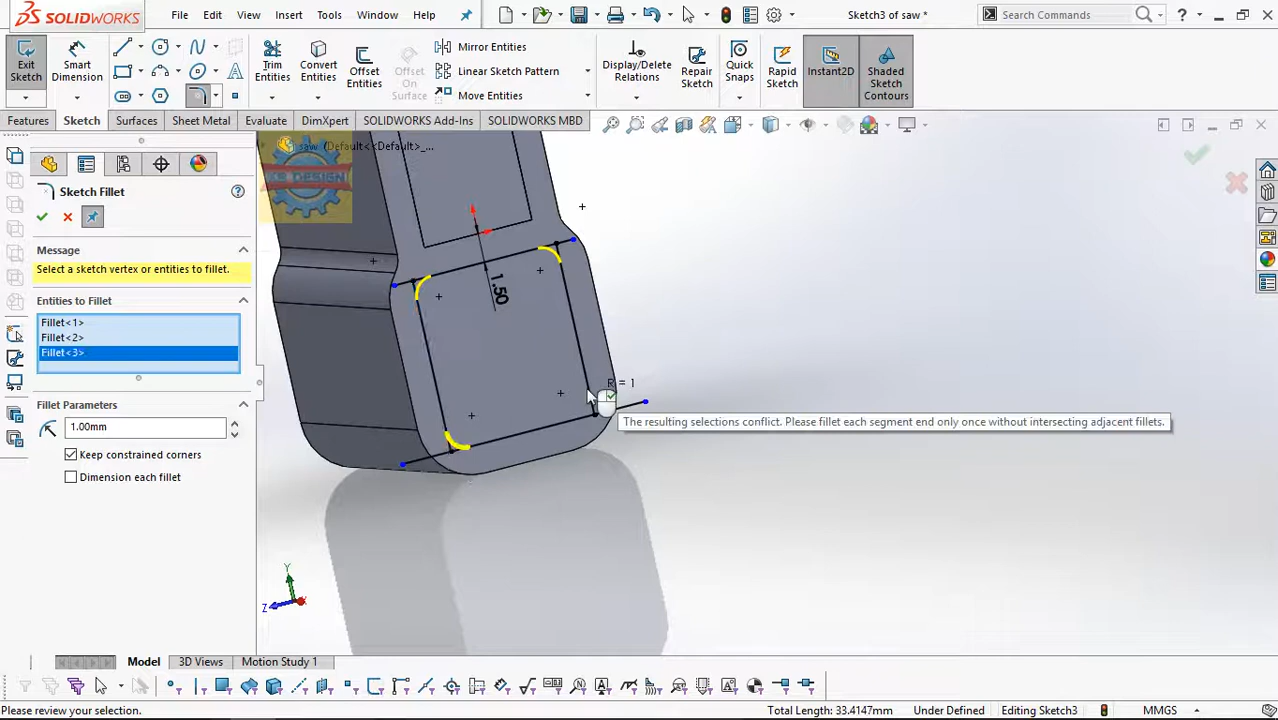 SOLIDWORKS
File
Edit
View
Insert
Tools
Window
Help
Sketch3 of saw *
Search Commands
Exit Sketch
Smart Dimension
Trim Entities
Convert Entities
Offset Entities
Offset On Surface
Mirror Entities
Linear Sketch Pattern
Move Entities
Display/Delete Relations
Repair Sketch
Quick Snaps
Rapid Sketch
Instant2D
Shaded Sketch Contours
Features
Sketch
Surfaces
Sheet Metal
Evaluate
DimXpert
SOLIDWORKS Add-Ins
SOLIDWORKS MBD
saw (Default<<Default>_...
Sketch Fillet
Message
Select a sketch vertex or entities to fillet.
Entities to Fillet
Fillet<1>
Fillet<2>
Fillet<3>
Fillet Parameters
1.00mm
Keep constrained corners
Dimension each fillet
1.50
R = 1
The resulting selections conflict. Please fillet each segment end only once without intersecting adjacent fillets.
Y
Z
Model
3D Views
Motion Study 1
Please review your selection.
Total Length: 33.4147mm
Under Defined
Editing Sketch3
MMGS